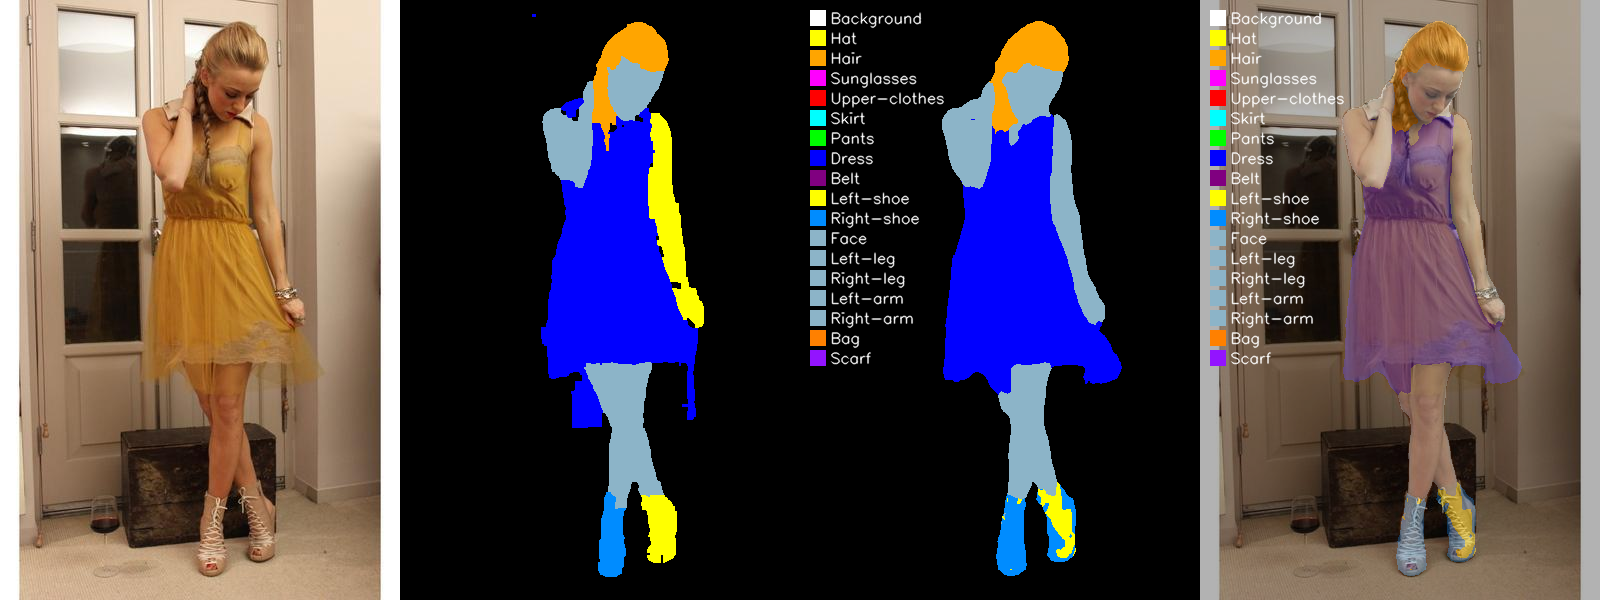 Background
Hat
Hair
Sunglasses
Upper-clothes
Skirt
Pants
Dress
Belt
Left-shoe
Right-shoe
Face
Left-leg
Right-leg
Left-arm
Right-arm
Bag
Scarf
Background
Hat
Hair
Sunglasses
Upper-clothes
Skirt
Pants
Dress
Belt
Left-shoe
Right-shoe
Face
Left-leg
Right-leg
Left-arm
Right-arm
Bag
Scarf